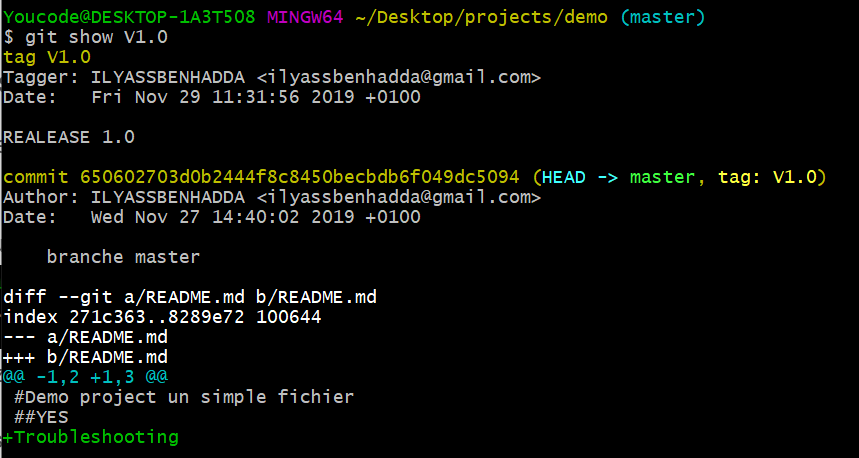 Youcode@DESKTOP-1A3T508 MINGW64 ~/Desktop/projects/demo (master)
$ git show V1.0
tag V1.0
Tagger: ILYASSBENHADDA <ilyassbenhadda@gmail.com>
Date:   Fri Nov 29 11:31:56 2019 +0100

REALEASE 1.0

commit 650602703d0b2444f8c8450becbdb6f049dc5094 (HEAD -> master, tag: V1.0)
Author: ILYASSBENHADDA <ilyassbenhadda@gmail.com>
Date:   Wed Nov 27 14:40:02 2019 +0100

    branche master

diff --git a/README.md b/README.md
index 271c363..8289e72 100644
--- a/README.md
+++ b/README.md
@@ -1,2 +1,3 @@
 #Demo project un simple fichier
 ##YES
+Troubleshooting